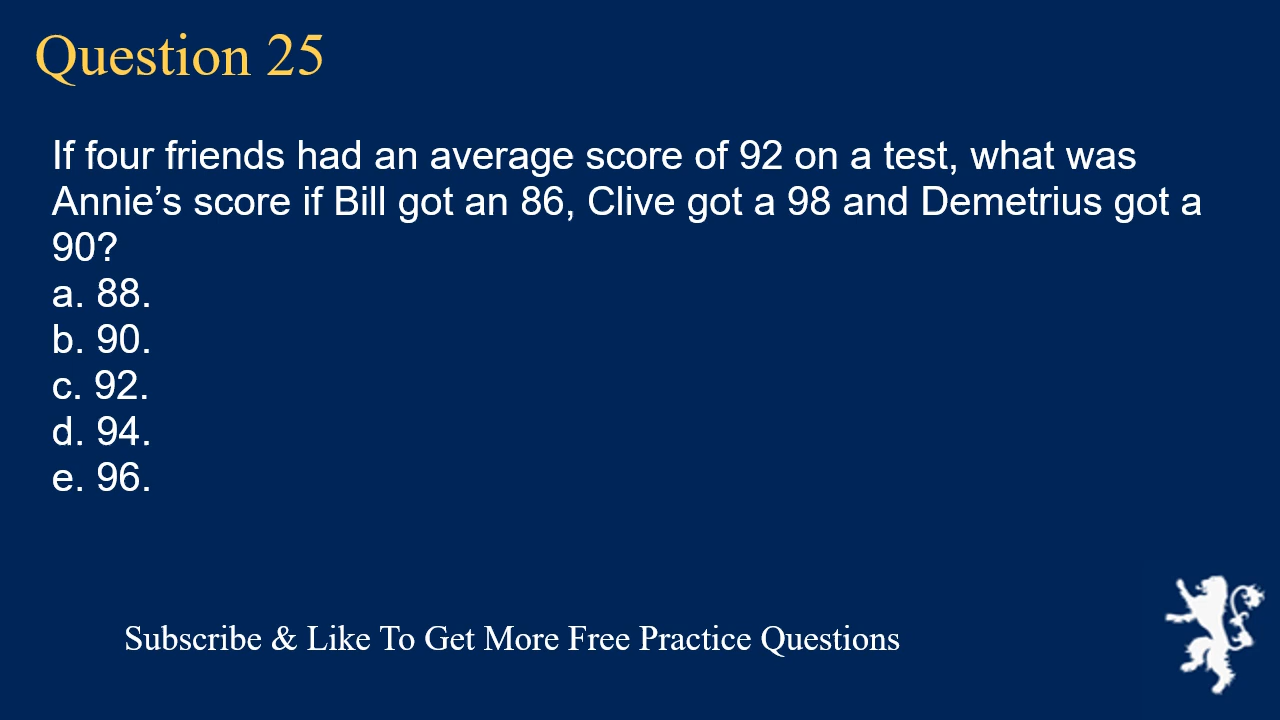 Question 25
If four friends had an average score of 92 on a test, what was
Annie’s score if Bill got an 86, Clive got a 98 and Demetrius got a
90?
a. 88.
b. 90.
c. 92.
d. 94.
e. 96.
Subscribe & Like To Get More Free Practice Questions